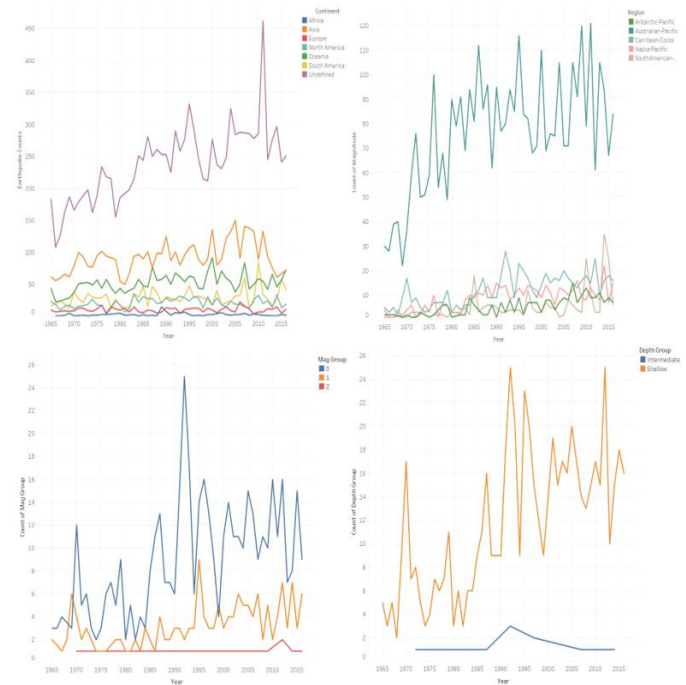 Continent
Africa
Asia
Europe
North America
Oceania
South America
Undefined
Earthquake Counts
450
400
350
300
250
200
150
100
50
0
1965 1970 1975 1980 1985 1990 1995 2000 2005 2010 2015
Year
Region
Antarctic-Pacific
Australian-Pacific
Carribean-Cocos
Nazca-Pacific
SouthAmerican-..
Count of Magnitude
120
110
100
90
80
70
60
50
40
30
20
10
0
1965 1970 1975 1980 1985 1990 1995 2000 2005 2010 2015
Year
Mag Group
0
1
2
Count of Mag Group
26
24
22
20
18
16
14
12
10
8
6
4
2
0
1965 1970 1975 1980 1985 1990 1995 2000 2005 2010 2015
Year
Depth Group
Intermediate
Shallow
Count of Depth Group
26
24
22
20
18
16
14
12
10
8
6
4
2
0
1965 1970 1975 1980 1985 1990 1995 2000 2005 2010 2015
Year